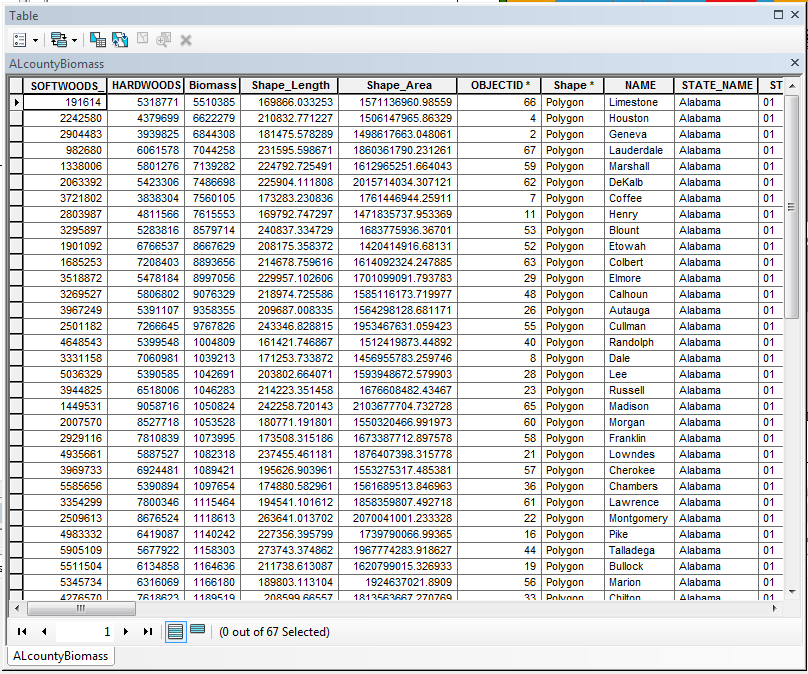 Table
ALcountyBiomass
SOFTWOODS_ HARDWOODS Biomass Shape_Length Shape_Area OBJECTID * Shape * NAME STATE_NAME ST
191614 5318771 5510385 169866.033253 1571136960.98559 66 Polygon Limestone Alabama 01
2242580 4379699 6622279 210832.771227 1506147965.86329 4 Polygon Houston Alabama 01
2904483 3939825 6844308 181475.578289 1498617663.048061 2 Polygon Geneva Alabama 01
982680 6061578 7044258 231595.598671 1860361790.231261 67 Polygon Lauderdale Alabama 01
1338006 5801276 7139282 224792.725491 1612965251.664043 59 Polygon Marshall Alabama 01
2063392 5423306 7486698 225904.111808 2015714034.307121 62 Polygon DeKalb Alabama 01
3721802 3838304 7560105 173283.230836 1761446944.25911 7 Polygon Coffee Alabama 01
2803987 4811566 7615553 169792.747297 1471835737.953369 11 Polygon Henry Alabama 01
3295897 5283816 8579714 240837.334729 1683775936.36701 53 Polygon Blount Alabama 01
1901092 6766537 8667629 208175.358372 1420414916.68131 52 Polygon Etowah Alabama 01
1685253 7208403 8893656 214678.759616 1614092324.247885 63 Polygon Colbert Alabama 01
3518872 5478184 8997056 229957.102606 1701099091.793783 29 Polygon Elmore Alabama 01
3269527 5806802 9076329 218974.725586 1585116173.719977 48 Polygon Calhoun Alabama 01
3967249 5391107 9358355 209687.008335 1564298128.681171 26 Polygon Autauga Alabama 01
2501182 7266645 9767826 243346.828815 1953467631.059423 55 Polygon Cullman Alabama 01
4648543 5399548 1004809 161421.746867 1512419873.44892 40 Polygon Randolph Alabama 01
3331158 7060981 1039213 171253.733872 1456955783.259746 8 Polygon Dale Alabama 01
5036329 5390585 1042691 203802.664071 1593948672.579903 28 Polygon Lee Alabama 01
3944825 6518006 1046283 214223.351458 1676608482.43467 23 Polygon Russell Alabama 01
1449531 9058716 1050824 242258.720143 2103677704.732728 65 Polygon Madison Alabama 01
2007570 8527718 1053528 180771.191801 1550320466.991973 60 Polygon Morgan Alabama 01
2929116 7810839 1073995 173508.315186 1673387712.897578 58 Polygon Franklin Alabama 01
4935661 5887527 1082318 237455.461181 1876407398.315778 21 Polygon Lowndes Alabama 01
3969733 6924481 1089421 195626.903961 1553275317.485381 57 Polygon Cherokee Alabama 01
5585656 5390894 1097654 174880.582961 1561689513.846963 36 Polygon Chambers Alabama 01
3354299 7800346 1115464 194541.101612 1858359807.492718 61 Polygon Lawrence Alabama 01
2509613 8676524 1118613 263641.013702 2070041001.233328 22 Polygon Montgomery Alabama 01
4983332 6419087 1140242 227356.395799 1739790066.99365 16 Polygon Pike Alabama 01
5905109 5677922 1158303 273743.374862 1967774283.918627 44 Polygon Talladega Alabama 01
5511504 6134858 1164636 211738.613087 1620799015.326933 19 Polygon Bullock Alabama 01
5345734 6316069 1166180 189803.113104 1924637021.8909 56 Polygon Marion Alabama 01
4276570 7618623 1189519 208599.66557 1813563667.270769 33 Polygon Chilton Alabama 01
1 (0 out of 67 Selected)
ALcountyBiomass